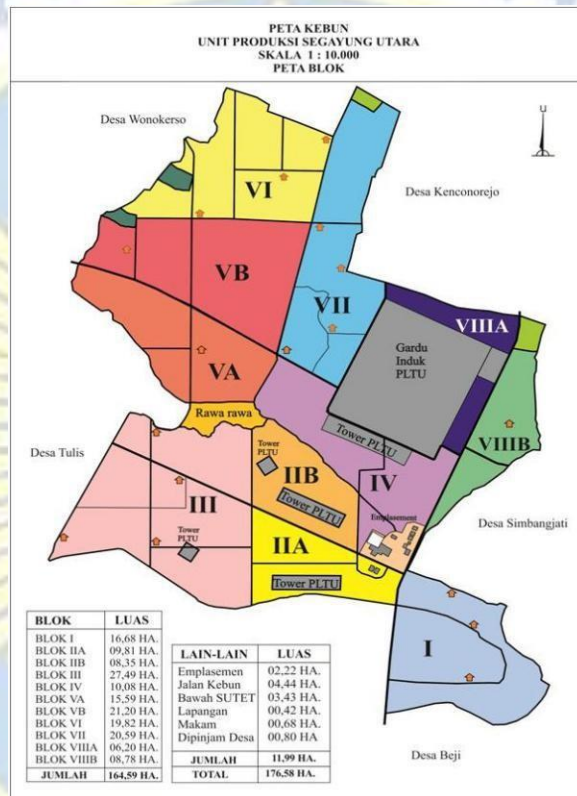 PETA KEBUN
UNIT PRODUKSI SEGAYUNG UTARA
SKALA 1 : 10.000
PETA BLOK
U
Desa Wonokerso
Desa Kenconorejo
VI
VB
VII
VIIIA
Gardu
Induk
PLTU
VA
Rawa rawa
Tower PLTU
VIIIB
Desa Tulis
Tower
PLTU
IIB
IV
III
Tower PLTU
Emplasement
Desa Simbangjati
Tower
PLTU
IIA
Tower PLTU
I
Desa Beji
BLOK LUAS
BLOK I 16,68 HA.
BLOK IIA 09,81 HA.
BLOK IIB 08,35 HA.
BLOK III 27,49 HA.
BLOK IV 10,08 HA.
BLOK VA 15,59 HA.
BLOK VB 21,20 HA.
BLOK VI 19,82 HA.
BLOK VII 20,59 HA.
BLOK VIIIA 06,20 HA.
BLOK VIIIB 08,78 HA.
JUMLAH 164,59 HA.
LAIN-LAIN LUAS
Emplasemen 02,22 HA.
Jalan Kebun 04,44 HA.
Bawah SUTET 03,43 HA.
Lapangan 00,42 HA.
Makam 00,68 HA.
Dipinjam Desa 00,80 HA
JUMLAH 11,99 HA.
TOTAL 176,58 HA.